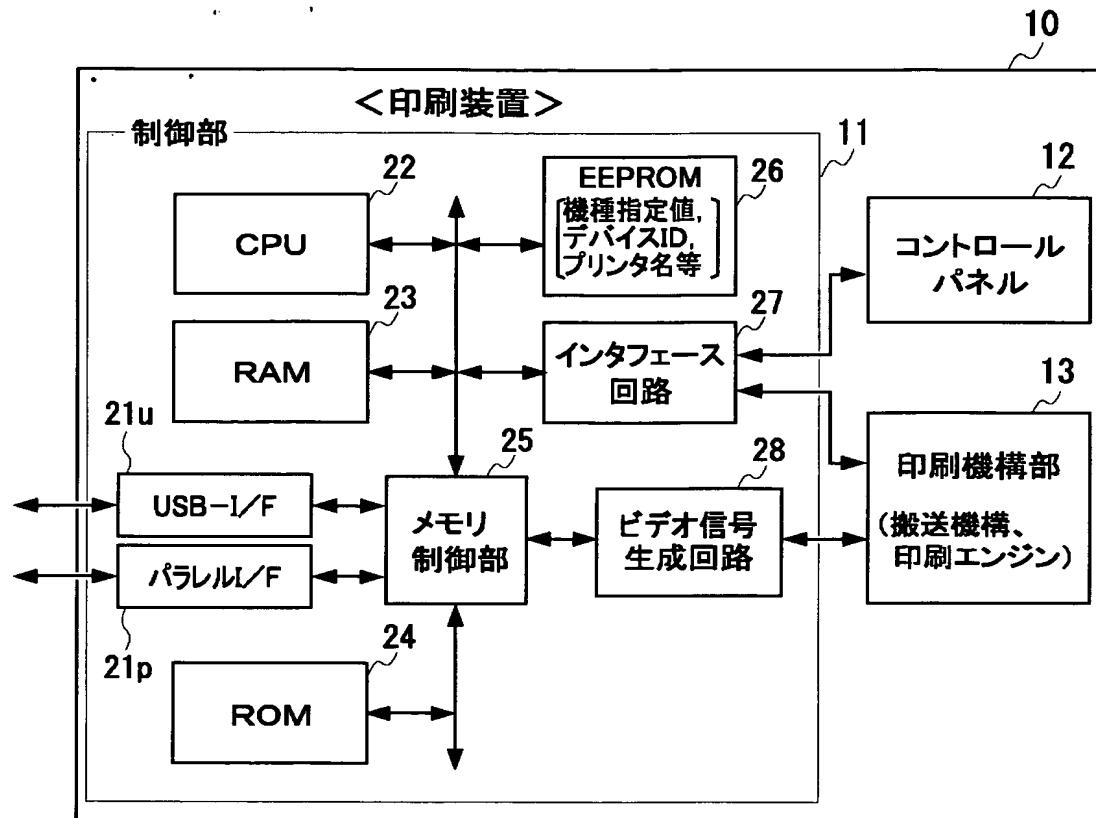 10
<印刷装置>
制御部
11
22
CPU
26
EEPROM
機種指定値,
デバイスID,
プリンタ名等
12
コントロール
パネル
23
RAM
27
インタフェース
回路
13
印刷機構部
(搬送機構、
印刷エンジン)
21u
USB-I/F
パラレルI/F
21p
25
メモリ
制御部
28
ビデオ信号
生成回路
24
ROM